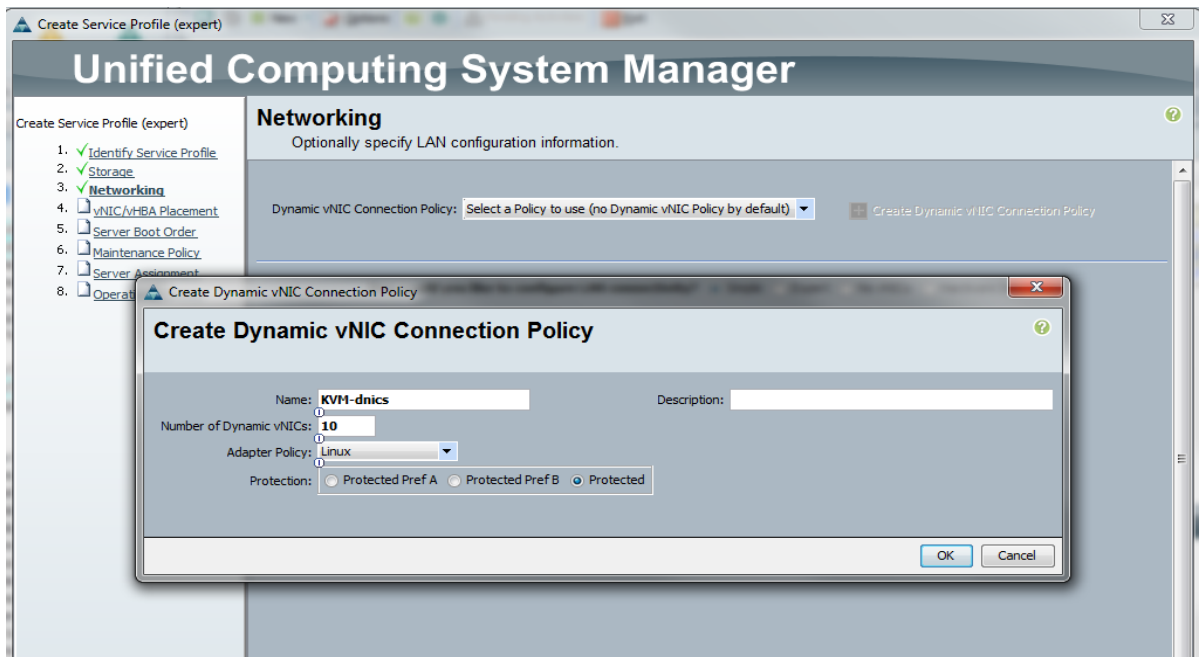 Create Service Profile (expert)
Unified Computing System Manager
Create Service Profile (expert)
1. Identify Service Profile
2. Storage
3. Networking
4. vNIC/vHBA Placement
5. Server Boot Order
6. Maintenance Policy
7. Server Assignment
8. Operati
Networking
Optionally specify LAN configuration information.
Dynamic vNIC Connection Policy: Select a Policy to use (no Dynamic vNIC Policy by default)
Create Dynamic vNIC Connection Policy
Create Dynamic vNIC Connection Policy
Create Dynamic vNIC Connection Policy
Name: KVM-dnics
Description:
Number of Dynamic vNICs: 10
Adapter Policy: Linux
Protection: Protected Pref A Protected Pref B Protected
OK Cancel